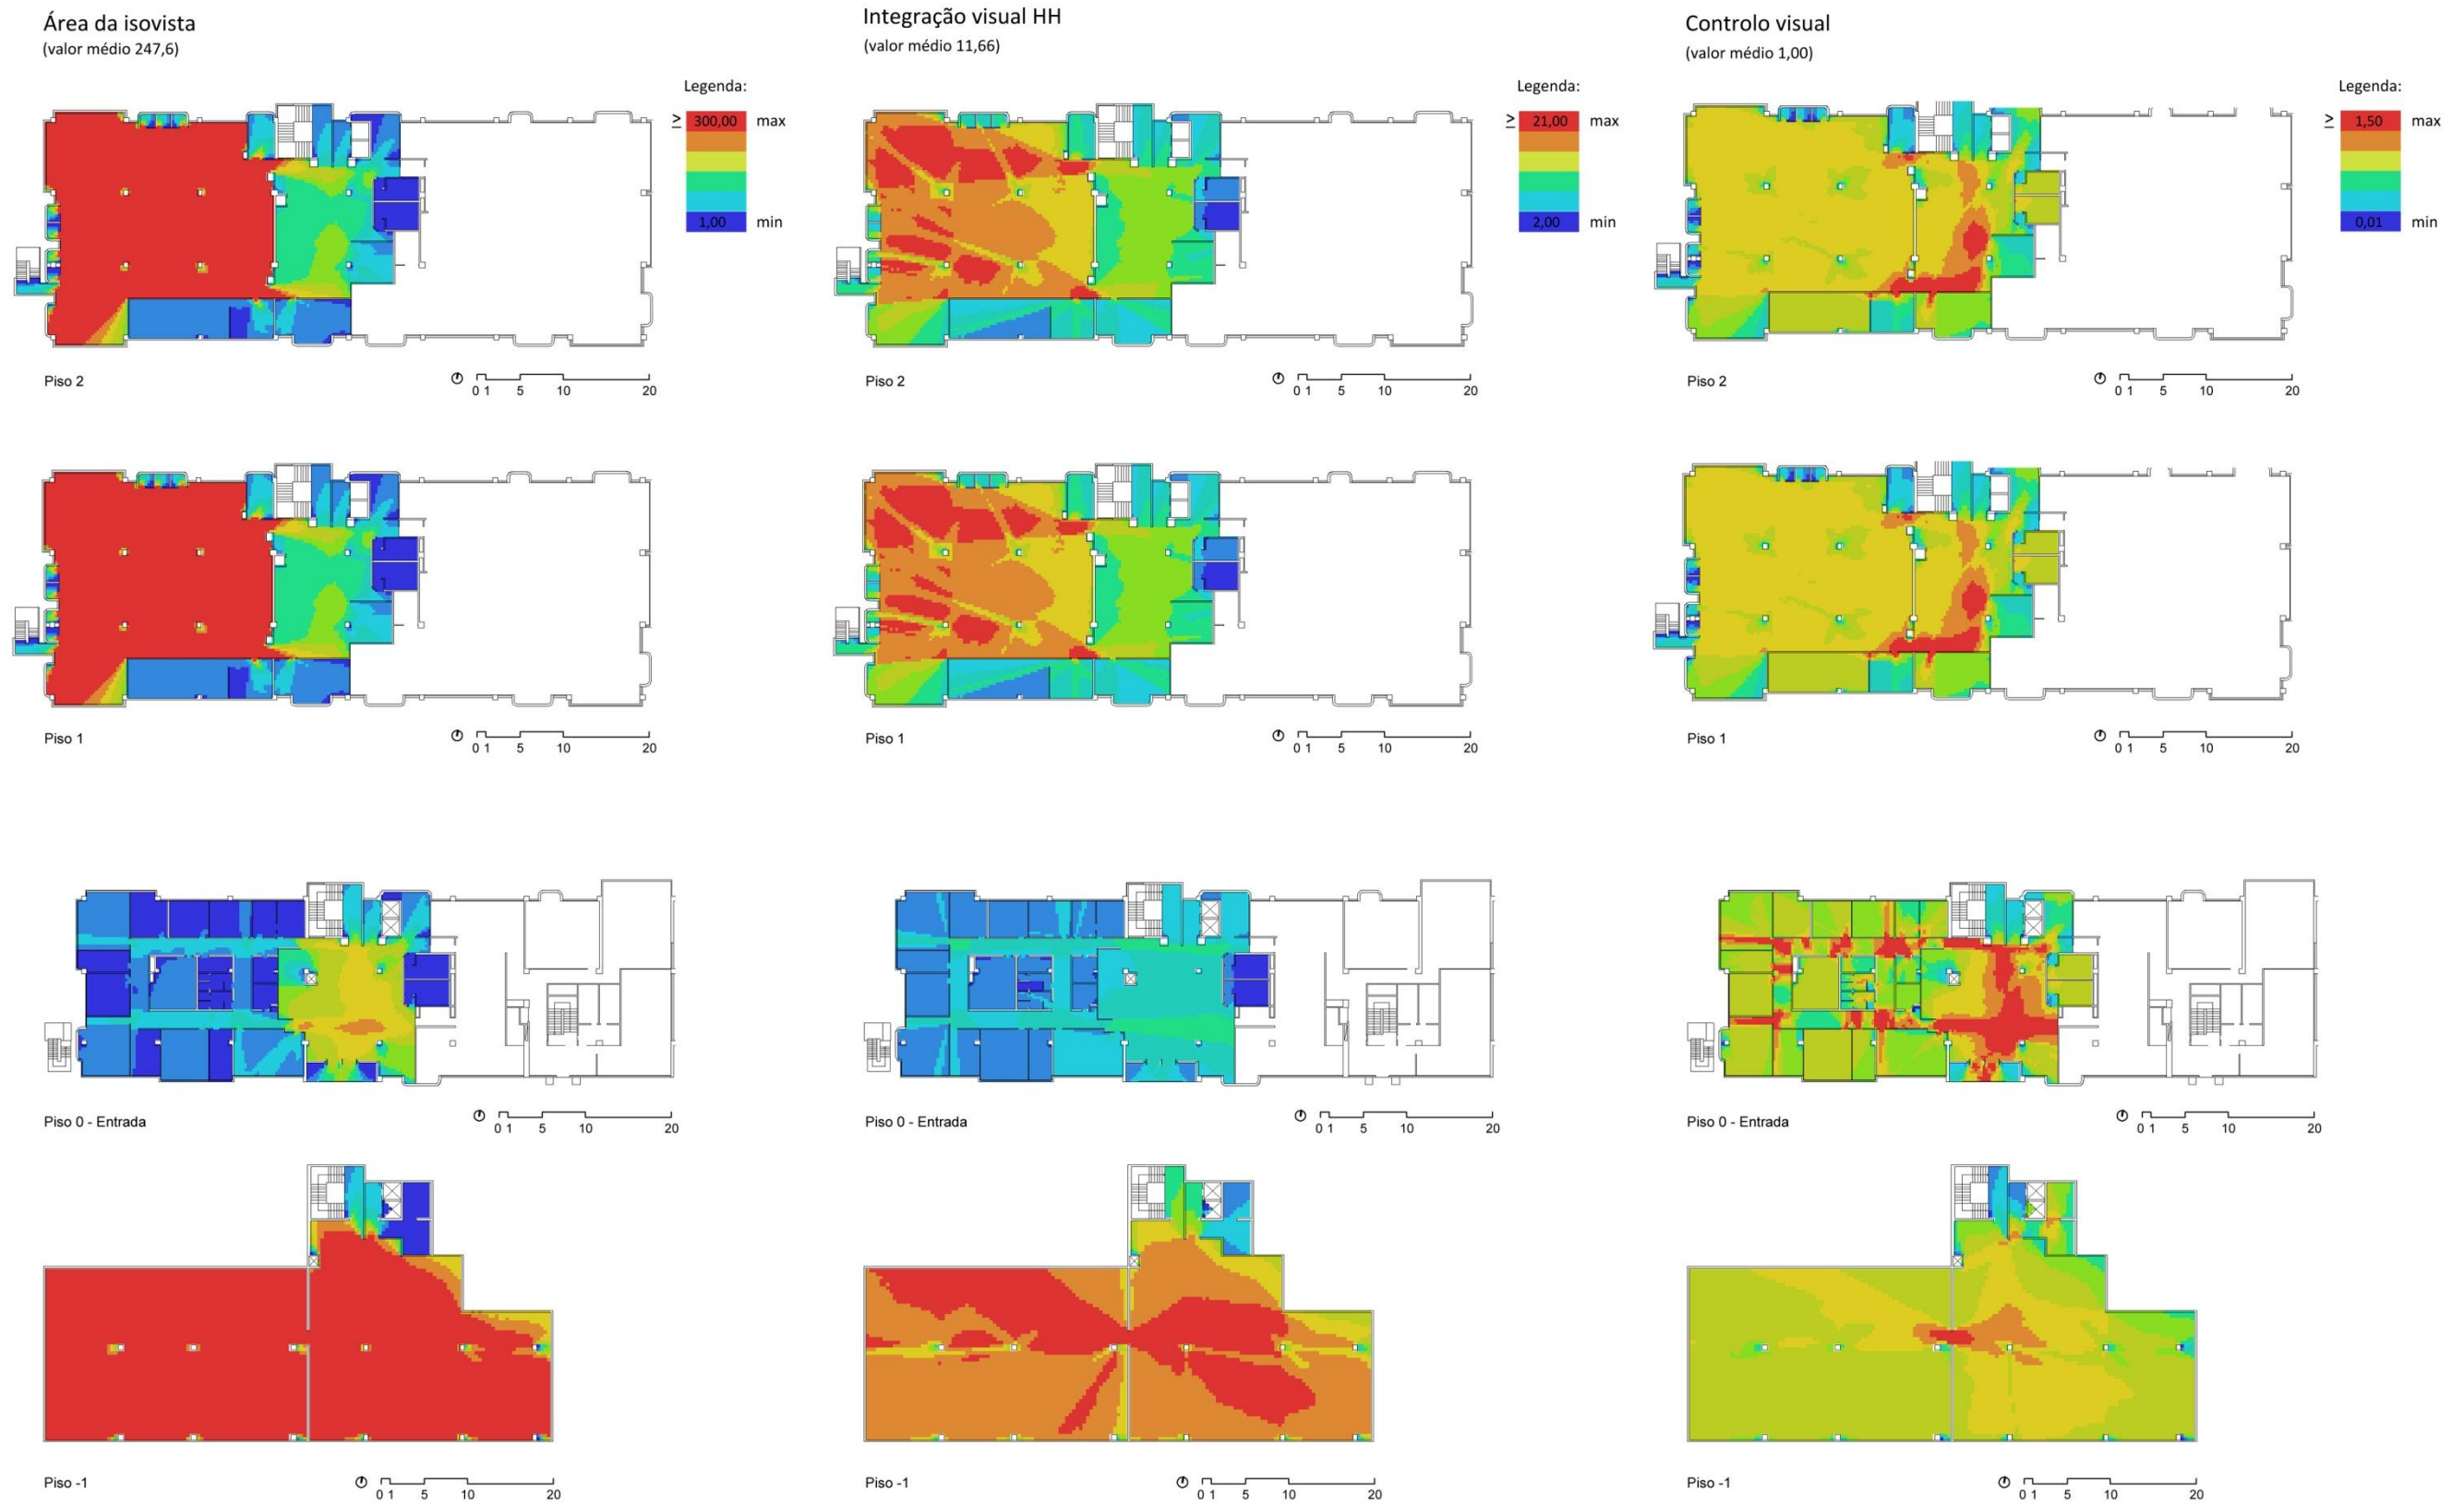 Área da isovista
(valor médio 247,6)
Integração visual HH
(valor médio 11,66)
Controlo visual
(valor médio 1,00)
Legenda:
≥ 300,00 max
1,00 min
Legenda:
≥ 21,00 max
2,00 min
Legenda:
≥ 1,50 max
0,01 min
Piso 2
0 1 5 10 20
Piso 2
0 1 5 10 20
Piso 2
0 1 5 10 20
Piso 1
0 1 5 10 20
Piso 1
0 1 5 10 20
Piso 1
0 1 5 10 20
Piso 0 - Entrada
0 1 5 10 20
Piso 0 - Entrada
0 1 5 10 20
Piso 0 - Entrada
0 1 5 10 20
Piso -1
0 1 5 10 20
Piso -1
0 1 5 10 20
Piso -1
0 1 5 10 20